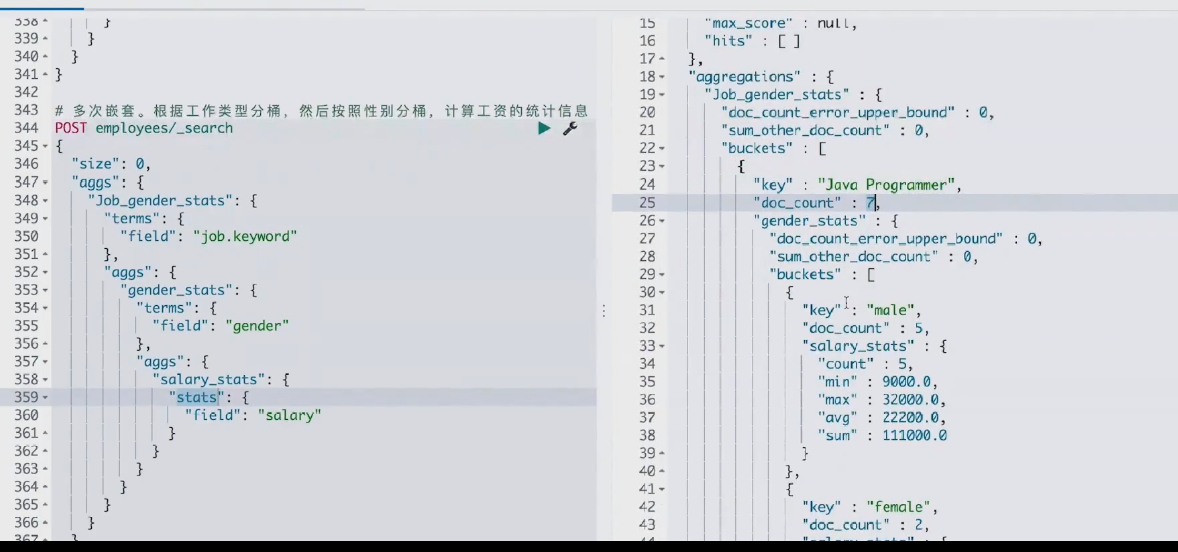 338 }
339 }
340 }
341 }
342
343 # 多次嵌套。根据工作类型分桶，然后按照性别分桶，计算工资的统计信息
344 POST employees/_search
345 {
346 "size": 0,
347 "aggs": {
348 "Job_gender_stats": {
349 "terms": {
350 "field": "job.keyword"
351 },
352 "aggs": {
353 "gender_stats": {
354 "terms": {
355 "field": "gender"
356 },
357 "aggs": {
358 "salary_stats": {
359 "stats": {
360 "field": "salary"
361 }
362 }
363 }
364 }
365 }
366 }
367 }
15 "max_score" : null,
16 "hits" : [ ]
17 },
18 "aggregations" : {
19 "Job_gender_stats" : {
20 "doc_count_error_upper_bound" : 0,
21 "sum_other_doc_count" : 0,
22 "buckets" : [
23 {
24 "key" : "Java Programmer",
25 "doc_count" : 7,
26 "gender_stats" : {
27 "doc_count_error_upper_bound" : 0,
28 "sum_other_doc_count" : 0,
29 "buckets" : [
30 {
31 "key" : "male",
32 "doc_count" : 5,
33 "salary_stats" : {
34 "count" : 5,
35 "min" : 9000.0,
36 "max" : 32000.0,
37 "avg" : 22200.0,
38 "sum" : 111000.0
39 }
40 },
41 {
42 "key" : "female",
43 "doc_count" : 2,
44 "salary_stats" : {